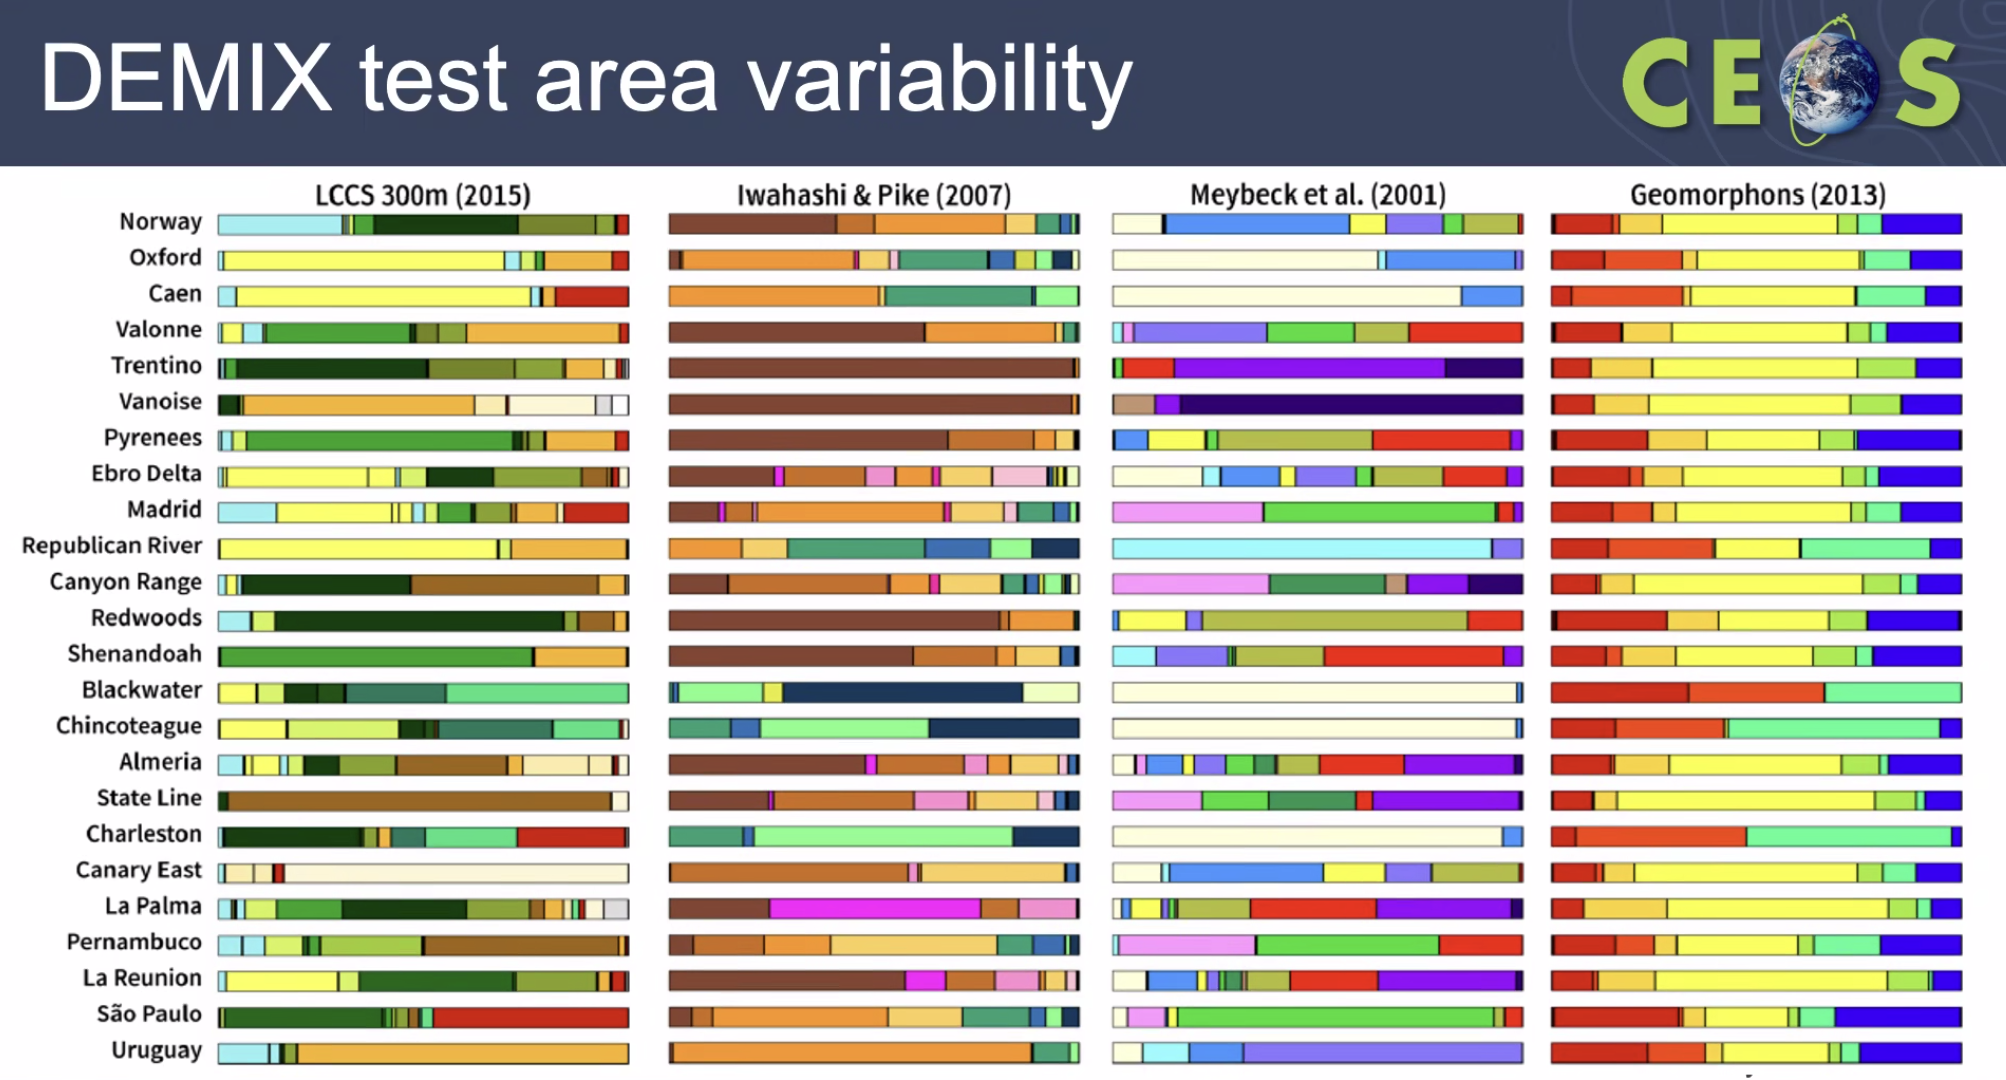 DEMIX test area variability
CEOS
LCCS 300m (2015)
Iwahashi & Pike (2007)
Meybeck et al. (2001)
Geomorphons (2013)
Norway
Oxford
Caen
Valonne
Trentino
Vanoise
Pyrenees
Ebro Delta
Madrid
Republican River
Canyon Range
Redwoods
Shenandoah
Blackwater
Chincoteague
Almeria
State Line
Charleston
Canary East
La Palma
Pernambuco
La Reunion
São Paulo
Uruguay